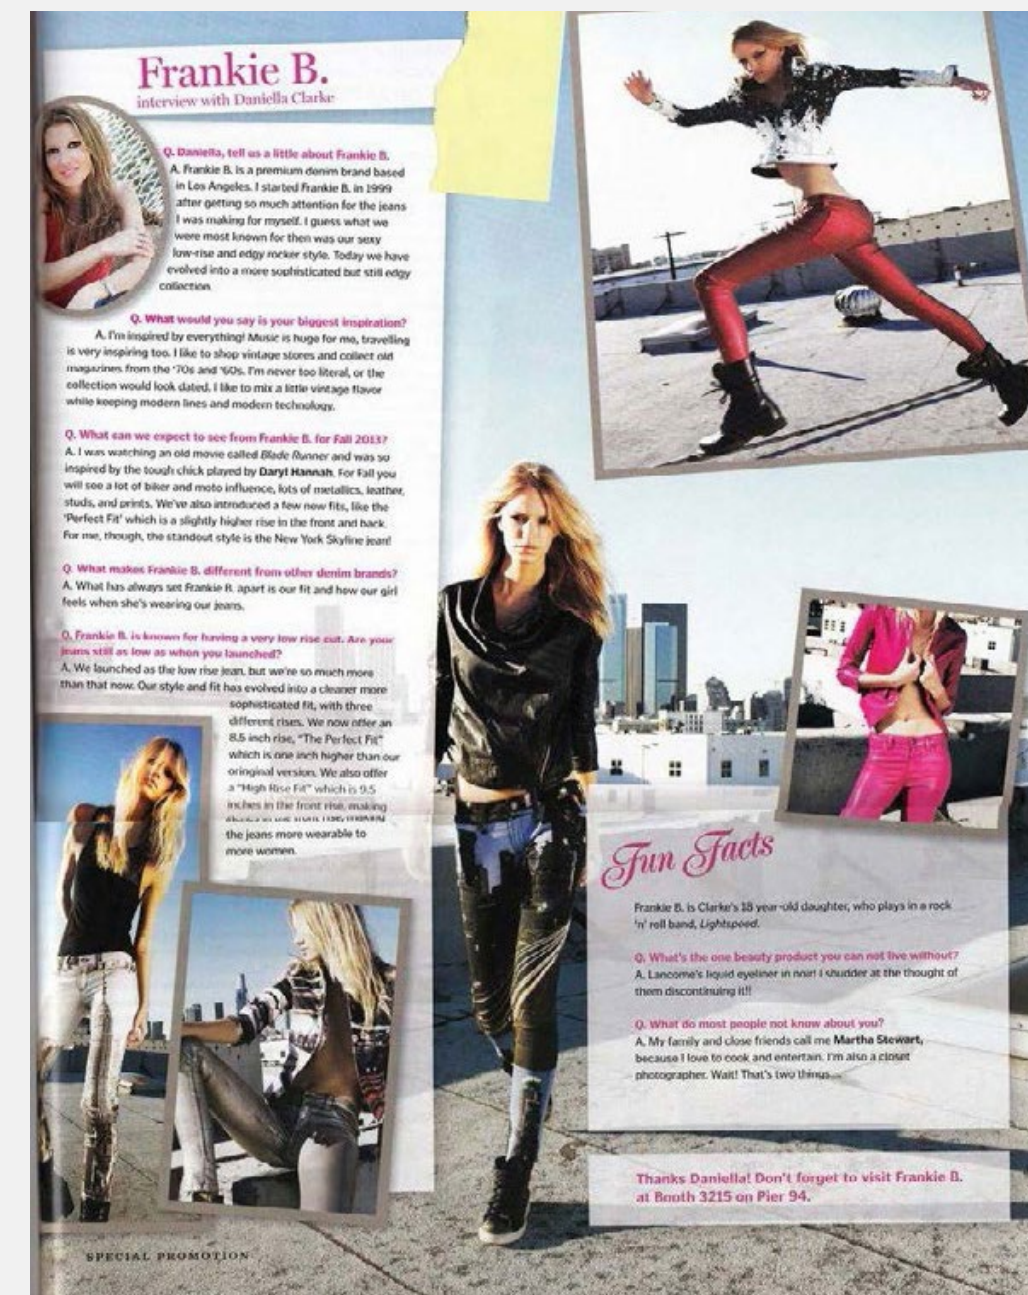 Frankie B.
interview with Daniella Clarke
Q. Daniella, tell us a little about Frankie B.
A. Frankie B. is a premium denim brand based
in Los Angeles. I started Frankie B. in 1999
after getting so much attention for the jeans
I was making for myself. I guess what we
were most known for then was our sexy
low-rise and edgy rocker style. Today we have
evolved into a more sophisticated but still edgy
collection.
Q. What would you say is your biggest inspiration?
A. I'm inspired by everything! Music is huge for me, travelling
is very inspiring too. I like to shop vintage stores and collect old
magazines from the '70s and '60s. I'm never too literal, or the
collection would look dated. I like to mix a little vintage flavor
while keeping modern lines and modern technology.
Q. What can we expect to see from Frankie B. for Fall 2013?
A. I was watching an old movie called Blade Runner and was so
inspired by the tough chick played by Daryl Hannah. For Fall you
will see a lot of biker and moto influence, lots of metallics, leather,
studs, and prints. We've also introduced a few new fits, like the
'Perfect Fit' which is a slightly higher rise in the front and back.
For me, though, the standout style is the New York Skyline jean!
Q. What makes Frankie B. different from other denim brands?
A. What has always set Frankie B. apart is our fit and how our girl
feels when she's wearing our jeans.
Q. Frankie B. is known for having a very low rise cut. Are your
jeans still as low as when you launched?
A. We launched as the low rise jean, but we're so much more
than that now. Our style and fit has evolved into a cleaner more
sophisticated fit, with three
different rises. We now offer an
8.5 inch rise, "The Perfect Fit"
which is one inch higher than our
oringinal version. We also offer
a "High Rise Fit" which is 9.5
inches in the front rise, making
the jeans more wearable to
more women.
Fun Facts
Frankie B. is Clarke's 18 year-old daughter, who plays in a rock
'n' roll band, Lightspeed.
Q. What's the one beauty product you can not live without?
A. Lancome's liquid eyeliner in noir! I shudder at the thought of
them discontinuing it!!
Q. What do most people not know about you?
A. My family and close friends call me Martha Stewart,
because I love to cook and entertain. I'm also a closet
photographer. Wait! That's two things...
Thanks Daniella! Don't forget to visit Frankie B.
at Booth 3215 on Pier 94.
SPECIAL PROMOTION